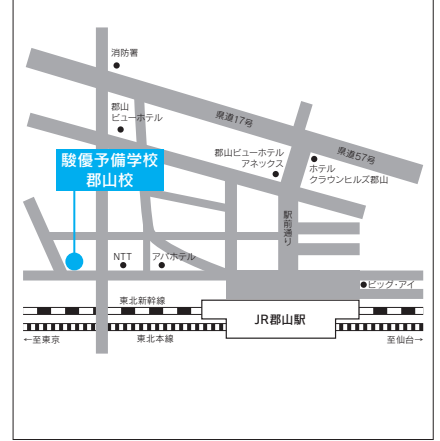 消防署
県道17号
郡山
ビューホテル
郡山ビューホテル
アネックス
県道57号
ホテル
クラウンヒルズ郡山
駿優予備学校
郡山校
駅前通り
NTT
アパホテル
ビッグ・アイ
東北新幹線
JR郡山駅
←至東京
東北本線
至仙台→